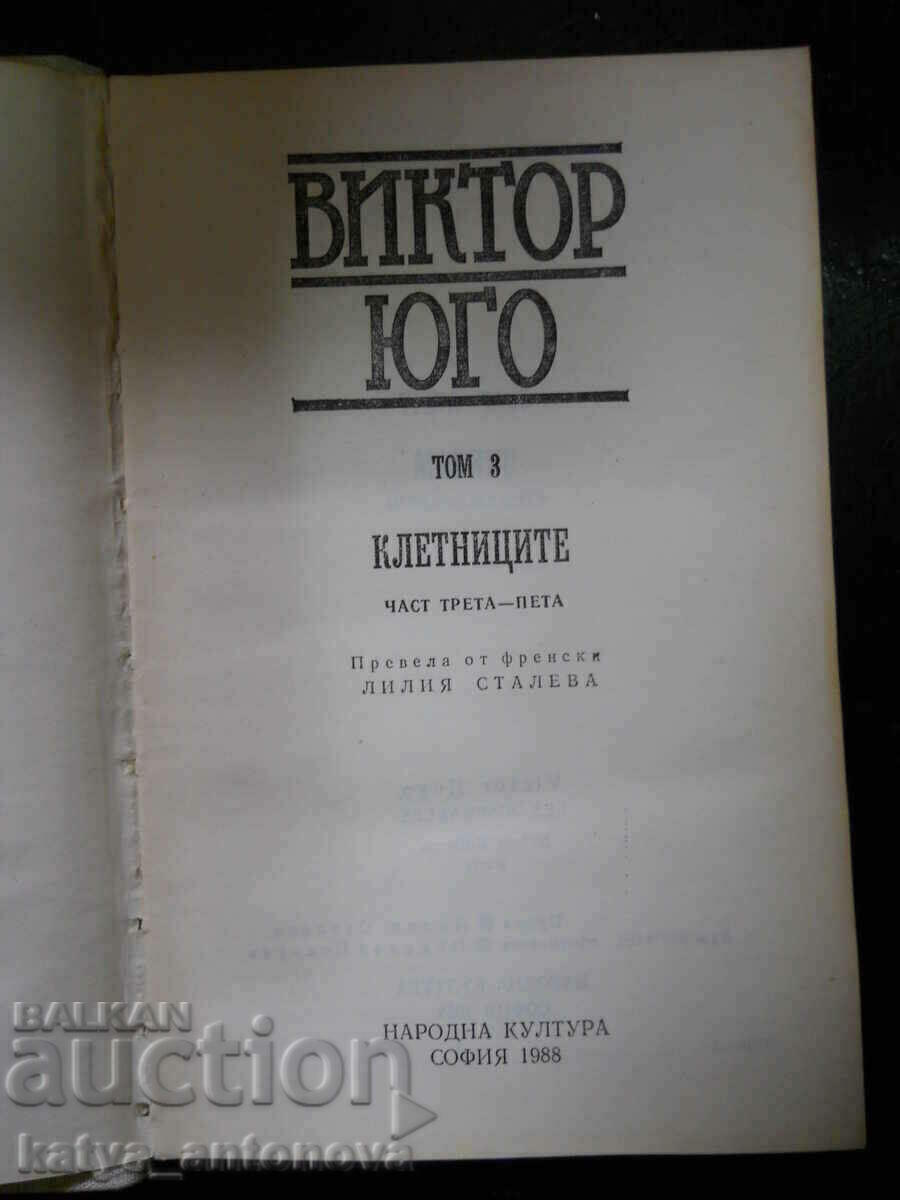 ВИКТОР
ЮГО
ТОМ 3
КЛЕТНИЦИТЕ
ЧАСТ ТРЕТА—ПЕТА
Превела от френски
ЛИЛИЯ СТАЛЕВА
НАРОДНА КУЛТУРА
СОФИЯ 1988
BALKAN
auction
katya_antonova